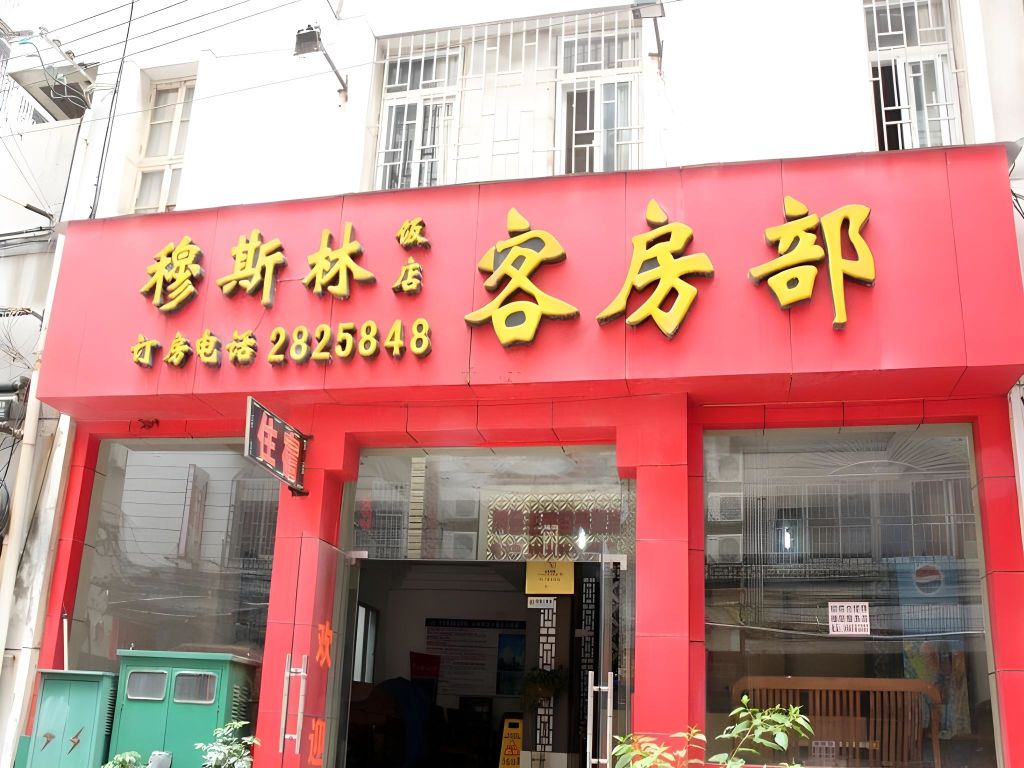 穆斯林饭店
客房部
订房电话 2825848
住宿
欢迎